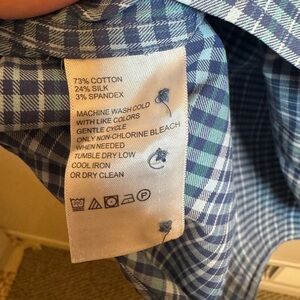 73% COTTON
24% SILK
3% SPANDEX
MACHINE WASH COLD
WITH LIKE COLORS
GENTLE CYCLE
ONLY NON-CHLORINE BLEACH
WHEN NEEDED
TUMBLE DRY LOW
COOL IRON
OR DRY CLEAN